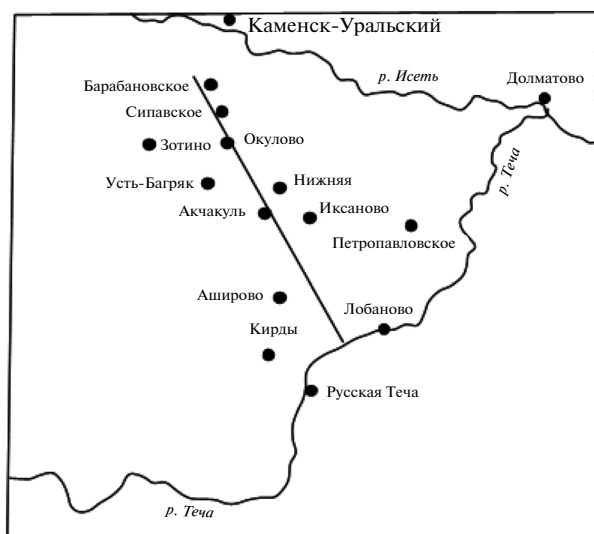 Каменск-Уральский
р. Исеть
Долматово
Барабановское
Сипавское
Зотино
Окулово
р. Теча
Усть-Багряк
Нижняя
Акчакуль
Иксаново
Петропавловское
Аширово
Лобаново
Кирды
Русская Теча
р. Теча